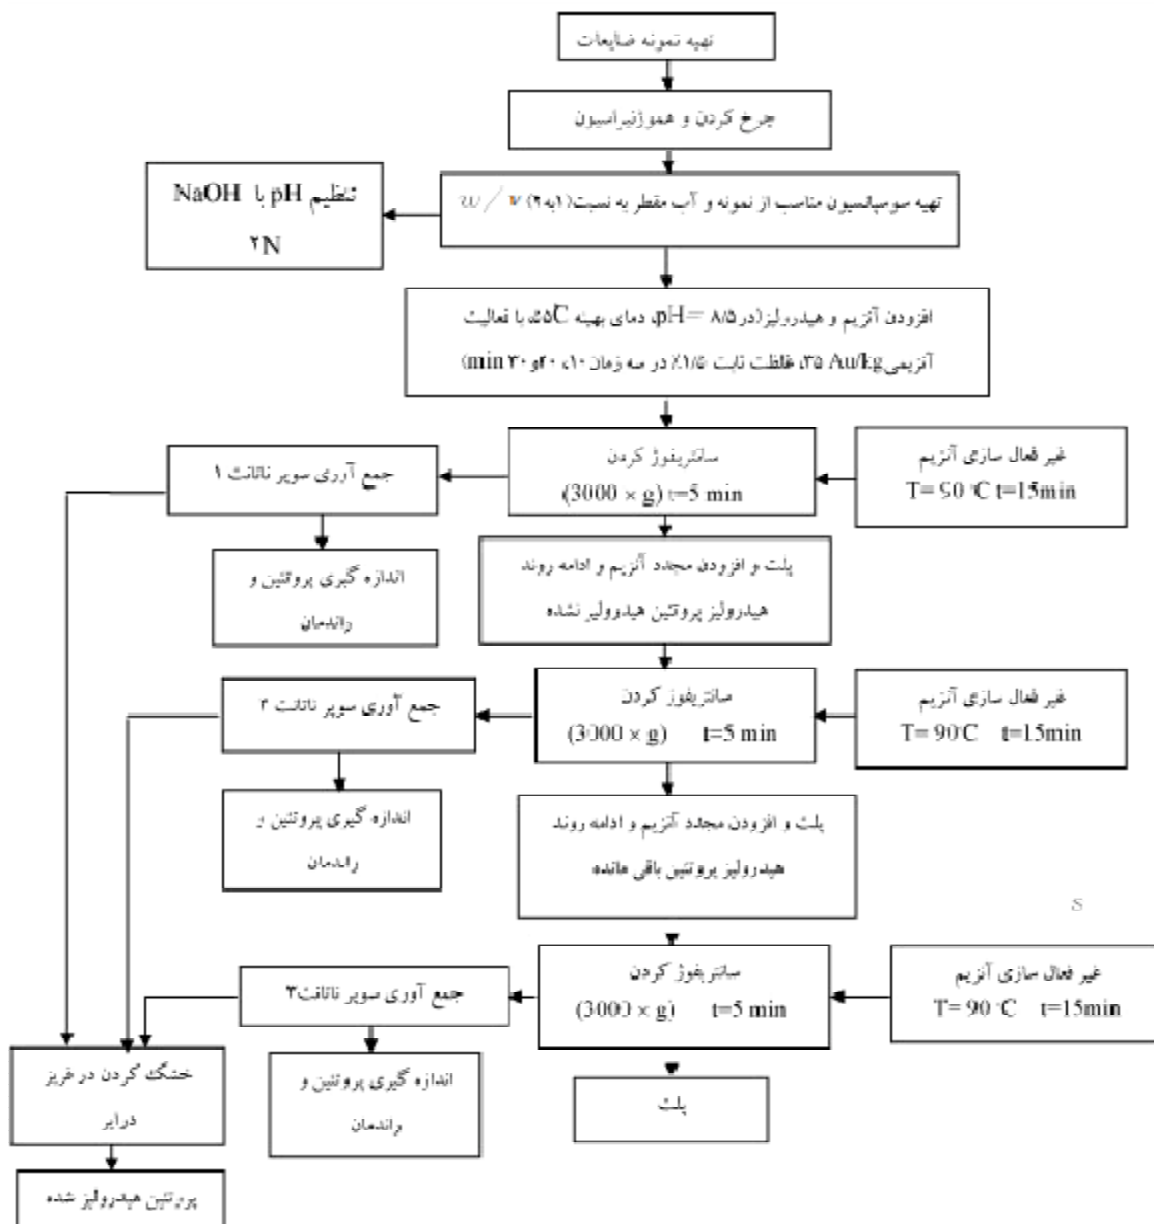 تهیه نمونه ضایعات
چرخ کردن و هموژنیراسیون
تنظیم pH با NaOH
۲N
تهیه سوسپانسیون مناسب از نمونه و آب مقطر به نسبت(۱به۲) w / v
افزودن آنزیم و هیدرولیز(در pH= ۸/۵، دمای بهینه ۵۵°C، با فعالیت
آنزیمی ۳۵ Au/kg، غلظت ثابت ۱/۵٪ در سه زمان ۱۰، ۲۰و ۳۰ min)
جمع آوری سوپر ناتانت ۱
سانتریفوژ کردن
(3000 × g) t=5 min
غیر فعال سازی آنزیم
T= 90 °C t=15min
اندازه گیری پروتئین و
راندمان
پلت و افزودن مجدد آنزیم و ادامه روند
هیدرولیز پروتئین هیدرولیز نشده
جمع آوری سوپر ناتانت ۲
سانتریفوژ کردن
(3000 × g) t=5 min
غیر فعال سازی آنزیم
T= 90°C t=15min
اندازه گیری پروتئین و
راندمان
پلت و افزودن مجدد آنزیم و ادامه روند
هیدرولیز پروتئین باقی مانده
s
جمع آوری سوپر ناتانت۳
سانتریفوژ کردن
(3000 × g) t=5 min
غیر فعال سازی آنزیم
T= 90 °C t=15min
خشک کردن در فریز
درایر
اندازه گیری پروتئین و
راندمان
پلت
پروتئین هیدرولیز شده